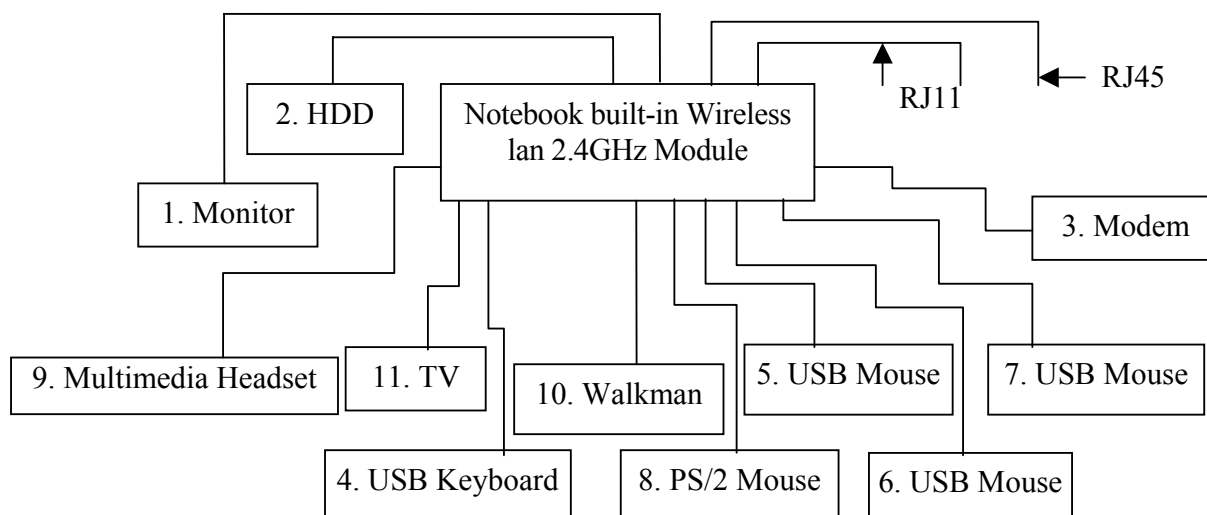 RJ45
RJ11
2. HDD
Notebook built-in Wireless
lan 2.4GHz Module
1. Monitor
3. Modem
9. Multimedia Headset
11. TV
10. Walkman
5. USB Mouse
7. USB Mouse
4. USB Keyboard
8. PS/2 Mouse
6. USB Mouse